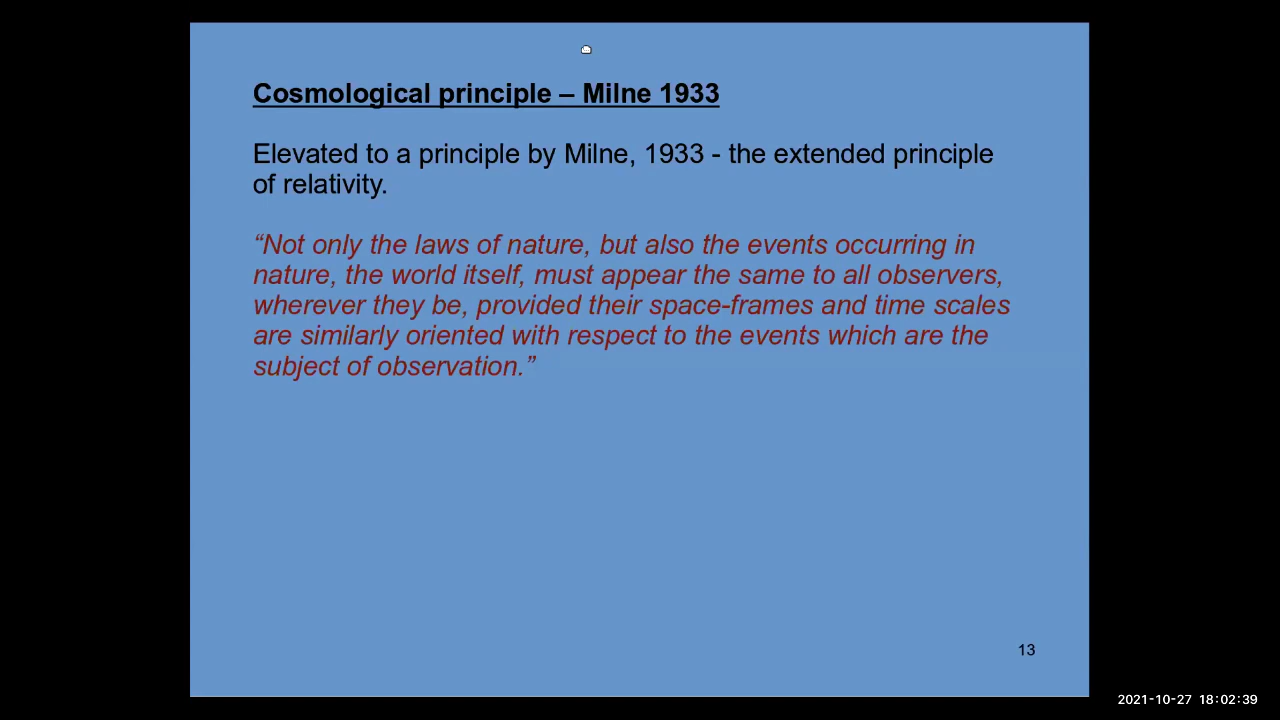 Cosmological principle – Milne 1933
Elevated to a principle by Milne, 1933 - the extended principle
of relativity.
“Not only the laws of nature, but also the events occurring in
nature, the world itself, must appear the same to all observers,
wherever they be, provided their space-frames and time scales
are similarly oriented with respect to the events which are the
subject of observation.”
13
2021-10-27 18:02:39